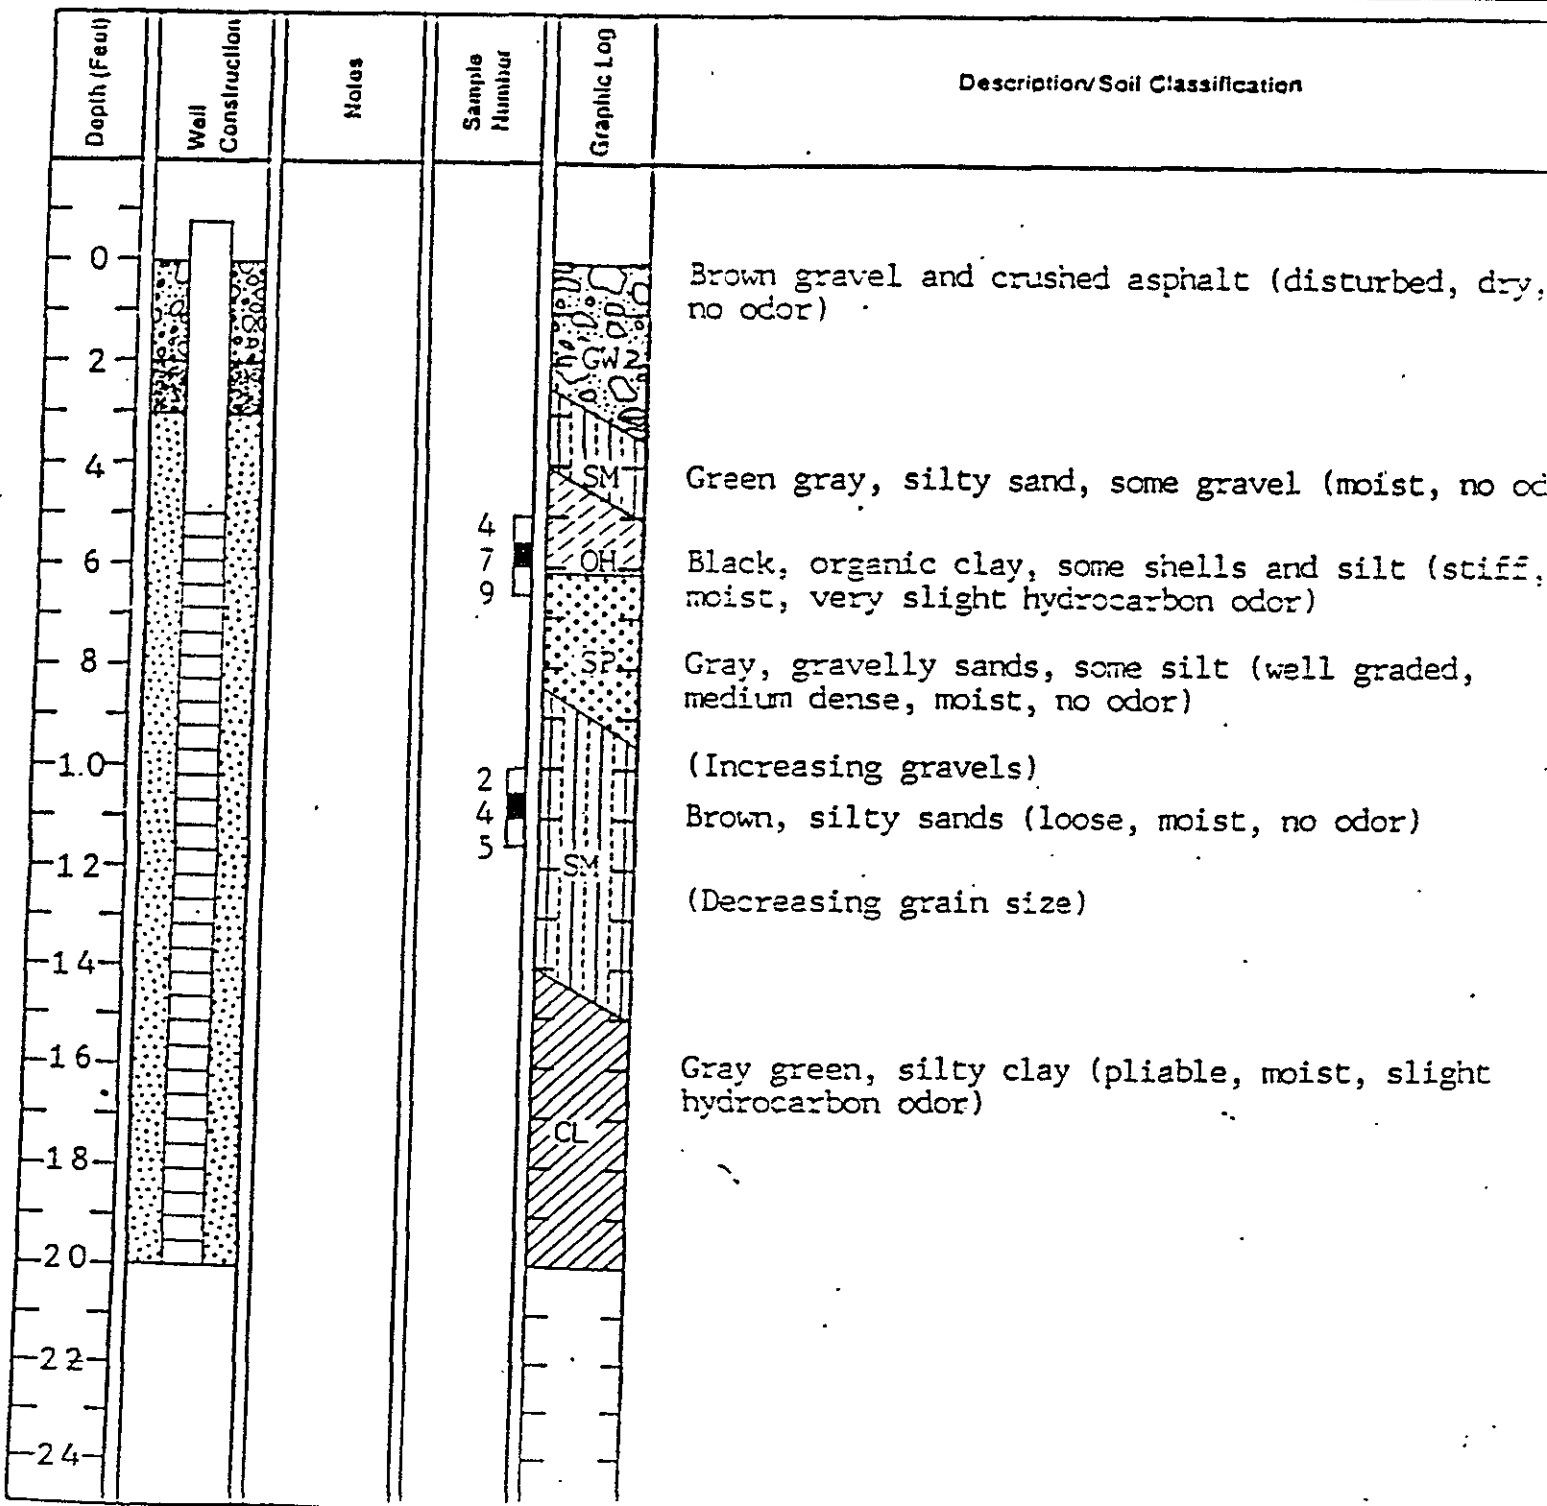 Depth (Feet)
Well
Construction
Notes
Sample
Number
Graphic Log
Description/Soil Classification
0
Brown gravel and crushed asphalt (disturbed, dry,
no odor)
2
GW
4
SM
Green gray, silty sand, some gravel (moist, no od
4
7
9
6
OH
Black, organic clay, some shells and silt (stiff,
moist, very slight hydrocarbon odor)
8
SP
Gray, gravelly sands, some silt (well graded,
medium dense, moist, no odor)
10
(Increasing gravels)
2
4
5
Brown, silty sands (loose, moist, no odor)
12
SM
(Decreasing grain size)
14
16
Gray green, silty clay (pliable, moist, slight
hydrocarbon odor)
CL
18
20
22
24